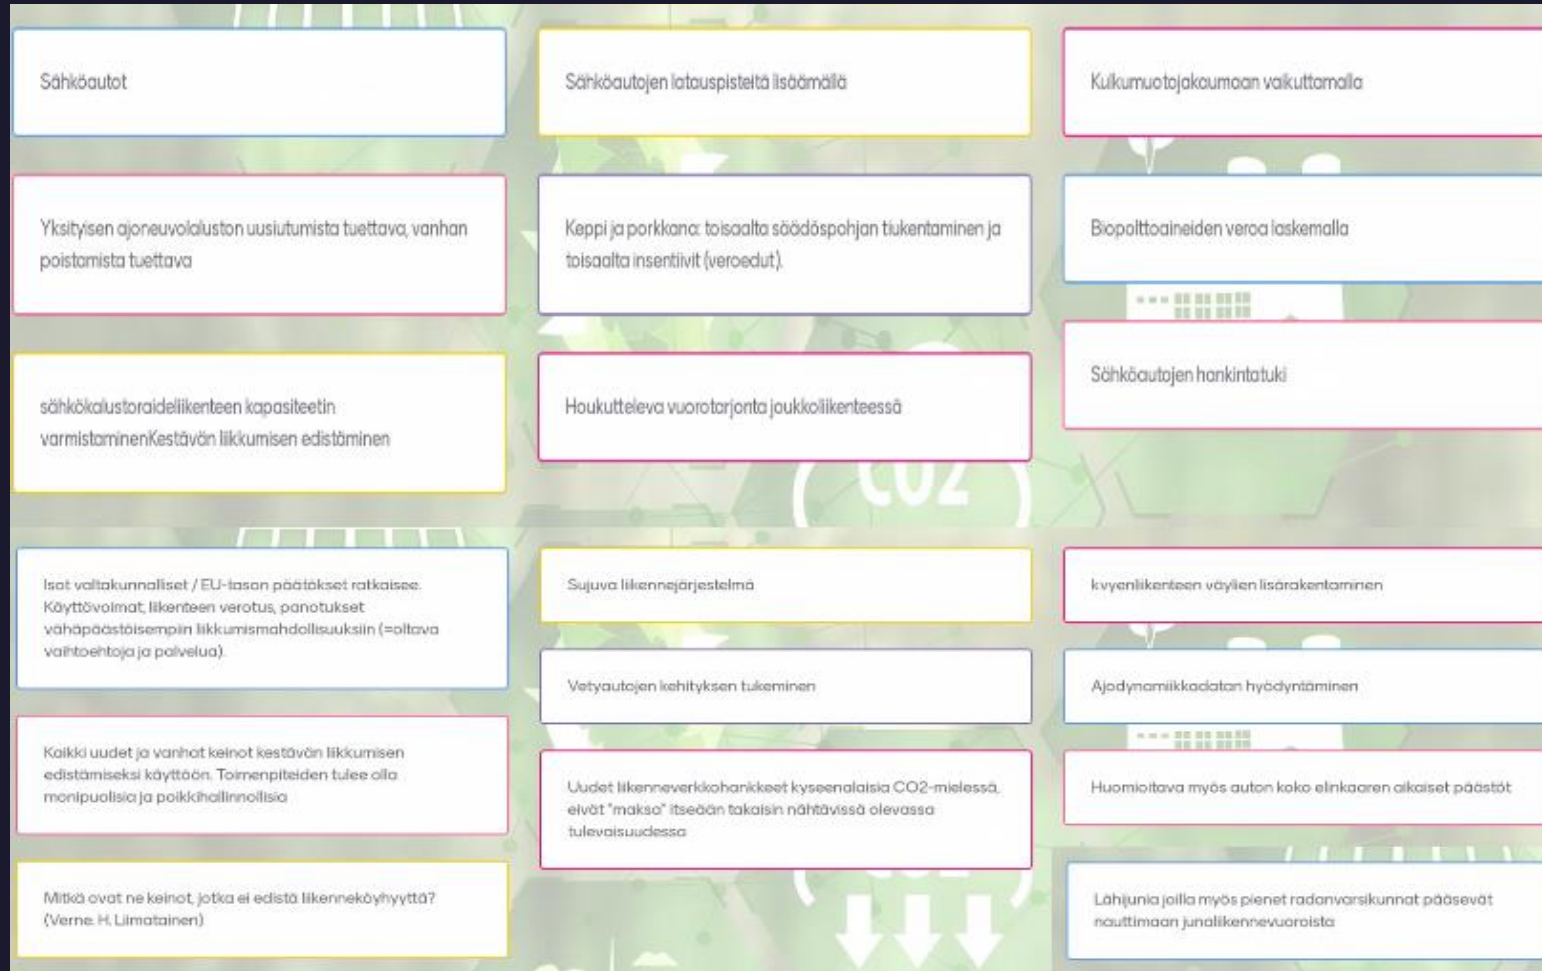 Sähköautot
Sähköautojen latauspisteitä lisäämällä
Kulkumuotojakaumaan vaikuttamalla
Yksityisen ajoneuvolaluston uusiutumista tuettava, vanhan
poistamista tuettava
Keppi ja porkkana: toisaalta säädöspohjan tiukentaminen ja
toisaalta insentiivit (veroedut).
Biopolttoaineiden veroa laskemalla
sähkökalustoraideliikenteen kapasiteetin
varmistaminenKestävän liikkumisen edistäminen
Houkutteleva vuorotarjonta joukkoliikenteessä
Sähköautojen hankintatuki
CO2
Isot valtakunnalliset / EU-tason päätökset ratkaisee.
Käyttövoimat, liikenteen verotus, panotukset
vähäpäästöisempiin liikkumismahdollisuuksiin (=oltava
vaihtoehtoja ja palvelua).
Sujuva liikennejärjestelmä
kvyenliikenteen väylien lisärakentaminen
Vetyautojen kehityksen tukeminen
Ajodynamiikkadatan hyödyntäminen
Kaikki uudet ja vanhat keinot kestävän liikkumisen
edistämiseksi käyttöön. Toimenpiteiden tulee olla
monipuolisia ja poikkihallinnollisia
Uudet liikenneverkkohankkeet kyseenalaisia CO2-mielessä,
eivät "maksa" itseään takaisin nähtävissä olevassa
tulevaisuudessa
Huomioitava myös auton koko elinkaaren aikaiset päästöt
Mitkä ovat ne keinot, jotka ei edistä liikenneköyhyyttä?
(Verne. H. Liimatainen)
Lähijunia joilla myös pienet radanvarsikunnat pääsevät
nauttimaan junaliikennevuoroista